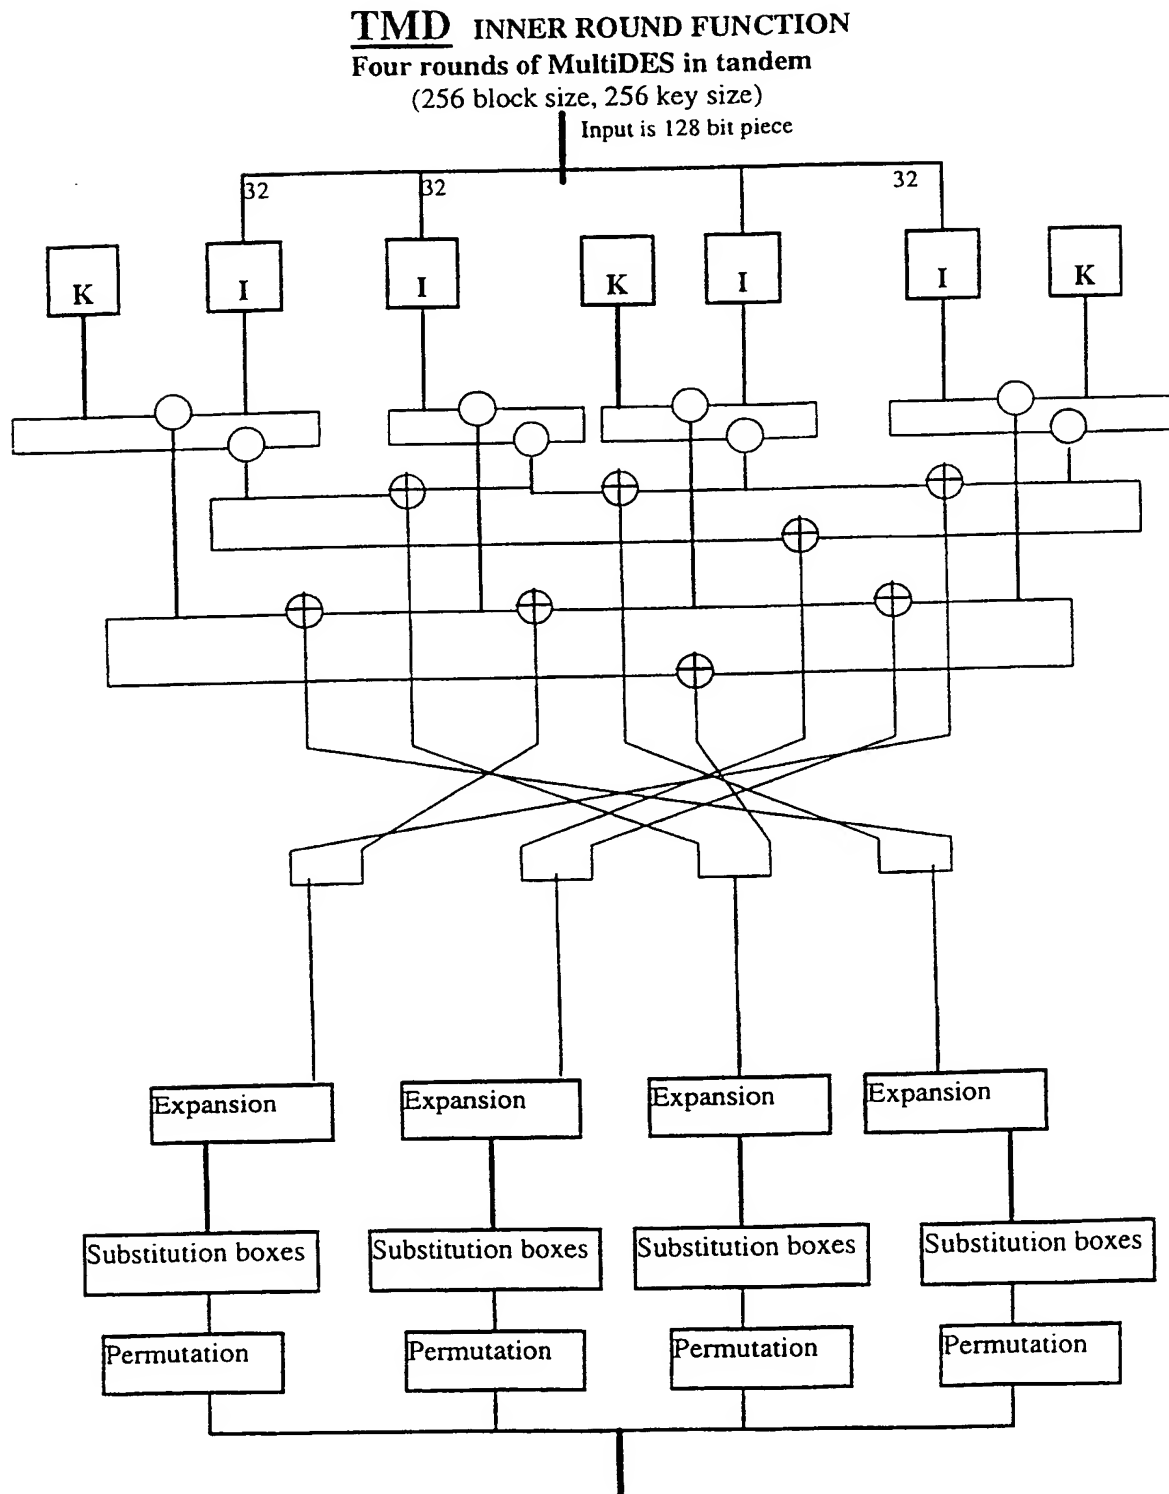 TMD INNER ROUND FUNCTION
Four rounds of MultiDES in tandem
(256 block size, 256 key size)
Input is 128 bit piece
32 32 32
K I I K I I K
Expansion Expansion Expansion Expansion
Substitution boxes Substitution boxes Substitution boxes Substitution boxes
Permutation Permutation Permutation Permutation